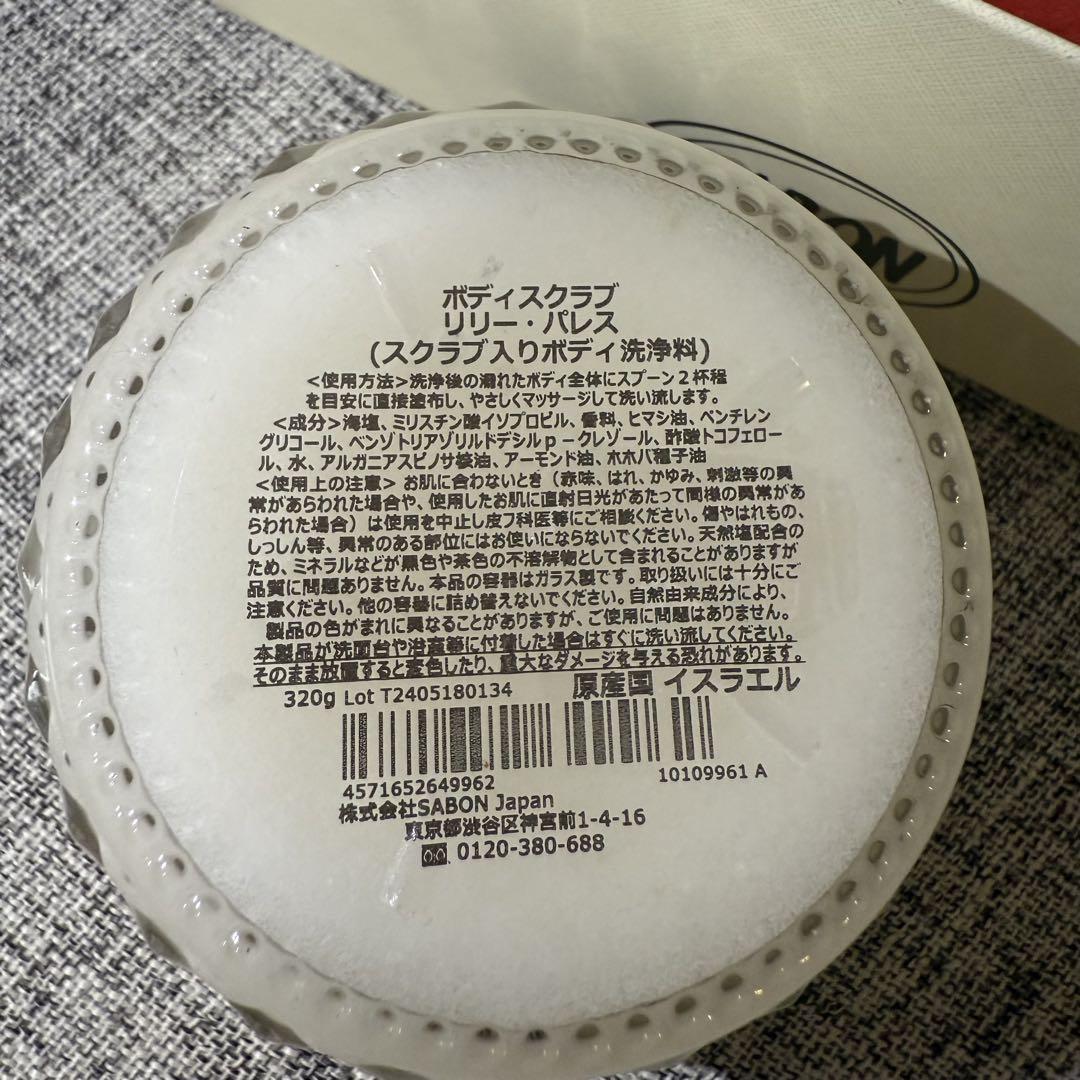 ボディスクラブ
リリー・パレス
(スクラブ入りボディ洗浄料)
<使用方法>洗浄後の濡れたボディ全体にスプーン2杯程
を目安に直接塗布し、やさしくマッサージして洗い流します。
<成分>海塩、ミリスチン酸イソプロピル、香料、ヒマシ油、ペンチレン
グリコール、ベンゾトリアゾリルドデシルp-クレゾール、酢酸トコフェロー
ル、水、アルガニアスピノサ核油、アーモンド油、ホホバ種子油
<使用上の注意> お肌に合わないとき(赤味、はれ、かゆみ、刺激等の異
常があらわれた場合や、使用したお肌に直射日光があたって同様の異常があ
らわれた場合)は使用を中止し皮フ科医等にご相談ください。傷やはれもの、
しっしん等、異常のある部位にはお使いにならないでください。天然塩配合の
ため、ミネラルなどが黒色や茶色の不溶解物として含まれることがありますが
品質に問題ありません。本品の容器はガラス製です。取り扱いには十分にご
注意ください。他の容器に詰め替えないでください。自然由来成分により、
製品の色がまれに異なることがありますが、ご使用に問題はありません。
本製品が洗面台や浴室等に付着した場合はすぐに洗い流してください。
そのまま放置すると変色したり、重大なダメージを与える恐れがあります。
320g Lot T2405180134 原産国 イスラエル
4571652649962 10109961 A
株式会社SABON Japan
東京都渋谷区神宮前1-4-16
0120-380-688